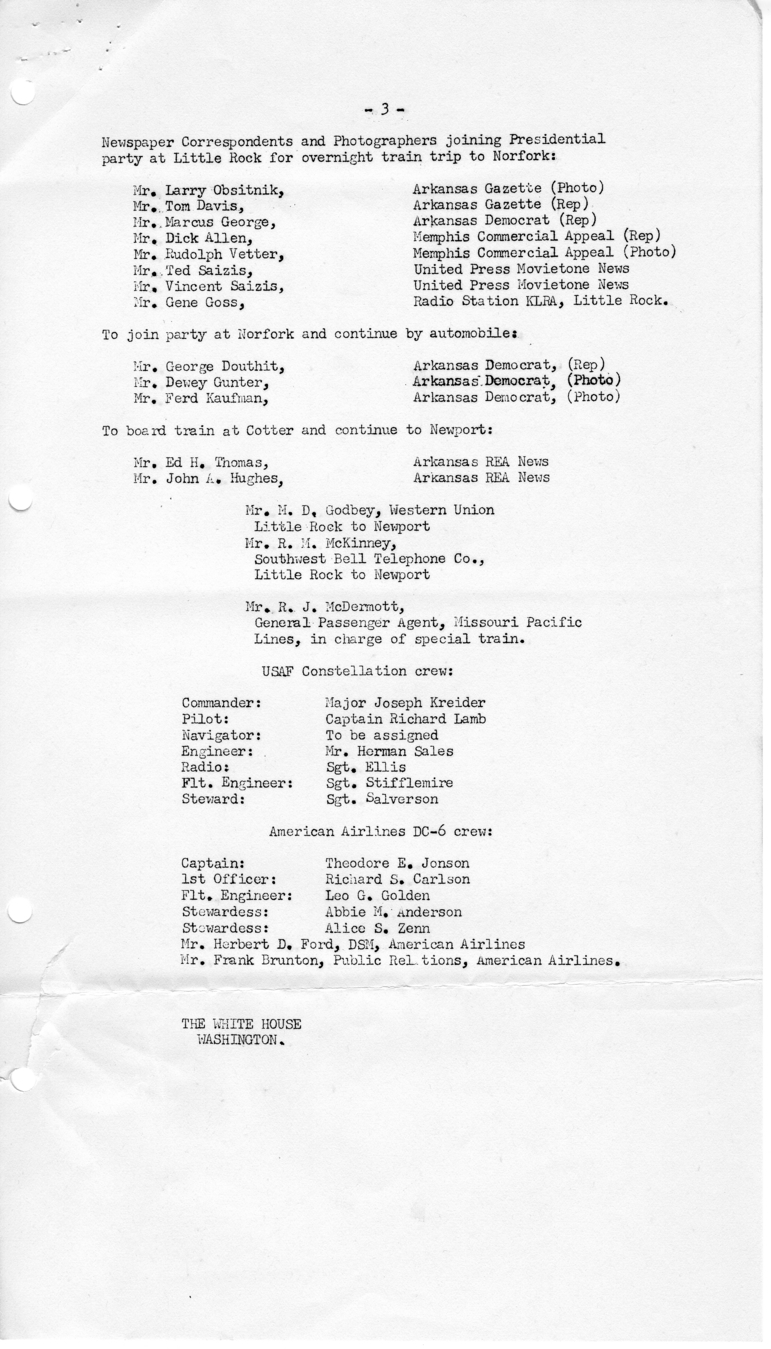 - 3 -
Newspaper Correspondents and Photographers joining Presidential
party at Little Rock for overnight train trip to Norfork:
Mr. Larry Obsitnik, Arkansas Gazette (Photo)
Mr. Tom Davis, Arkansas Gazette (Rep)
Mr. Marcus George, Arkansas Democrat (Rep)
Mr. Dick Allen, Memphis Commercial Appeal (Rep)
Mr. Rudolph Vetter, Memphis Commercial Appeal (Photo)
Mr. Ted Saizis, United Press Movietone News
Mr. Vincent Saizis, United Press Movietone News
Mr. Gene Goss, Radio Station KLRA, Little Rock.
To join party at Norfork and continue by automobile:
Mr. George Douthit, Arkansas Democrat, (Rep)
Mr. Dewey Gunter, Arkansas Democrat, (Photo)
Mr. Ferd Kaufman, Arkansas Democrat, (Photo)
To board train at Cotter and continue to Newport:
Mr. Ed H. Thomas, Arkansas REA News
Mr. John A. Hughes, Arkansas REA News
Mr. M. D. Godbey, Western Union
Little Rock to Newport
Mr. R. M. McKinney,
Southwest Bell Telephone Co.,
Little Rock to Newport
Mr. R. J. McDermott,
General Passenger Agent, Missouri Pacific
Lines, in charge of special train.
USAF Constellation crew:
Commander: Major Joseph Kreider
Pilot: Captain Richard Lamb
Navigator: To be assigned
Engineer: Mr. Herman Sales
Radio: Sgt. Ellis
Flt. Engineer: Sgt. Stifflemire
Steward: Sgt. Salverson
American Airlines DC-6 crew:
Captain: Theodore E. Jonson
1st Officer: Richard S. Carlson
Flt. Engineer: Leo G. Golden
Stewardess: Abbie M. Anderson
Stewardess: Alice S. Zenn
Mr. Herbert D. Ford, DSM, American Airlines
Mr. Frank Brunton, Public Relations, American Airlines.
THE WHITE HOUSE
WASHINGTON.